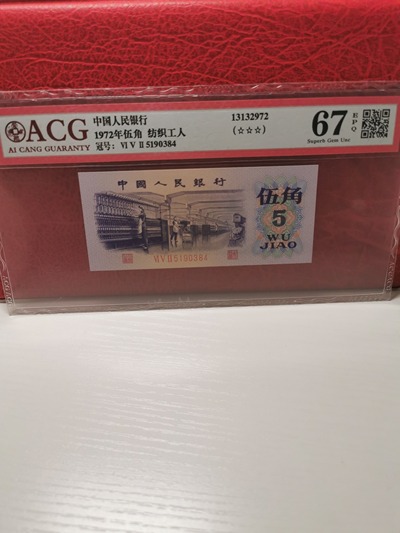 ACG
AI CANG GUARANTY
中国人民银行
1972年伍角 纺织工人
冠号: VI V II 5190384
13132972
(☆☆☆)
67 EPQ
Superb Gem Unc
中國人民銀行
伍角
5
WU
JIAO
VI V II 5190384